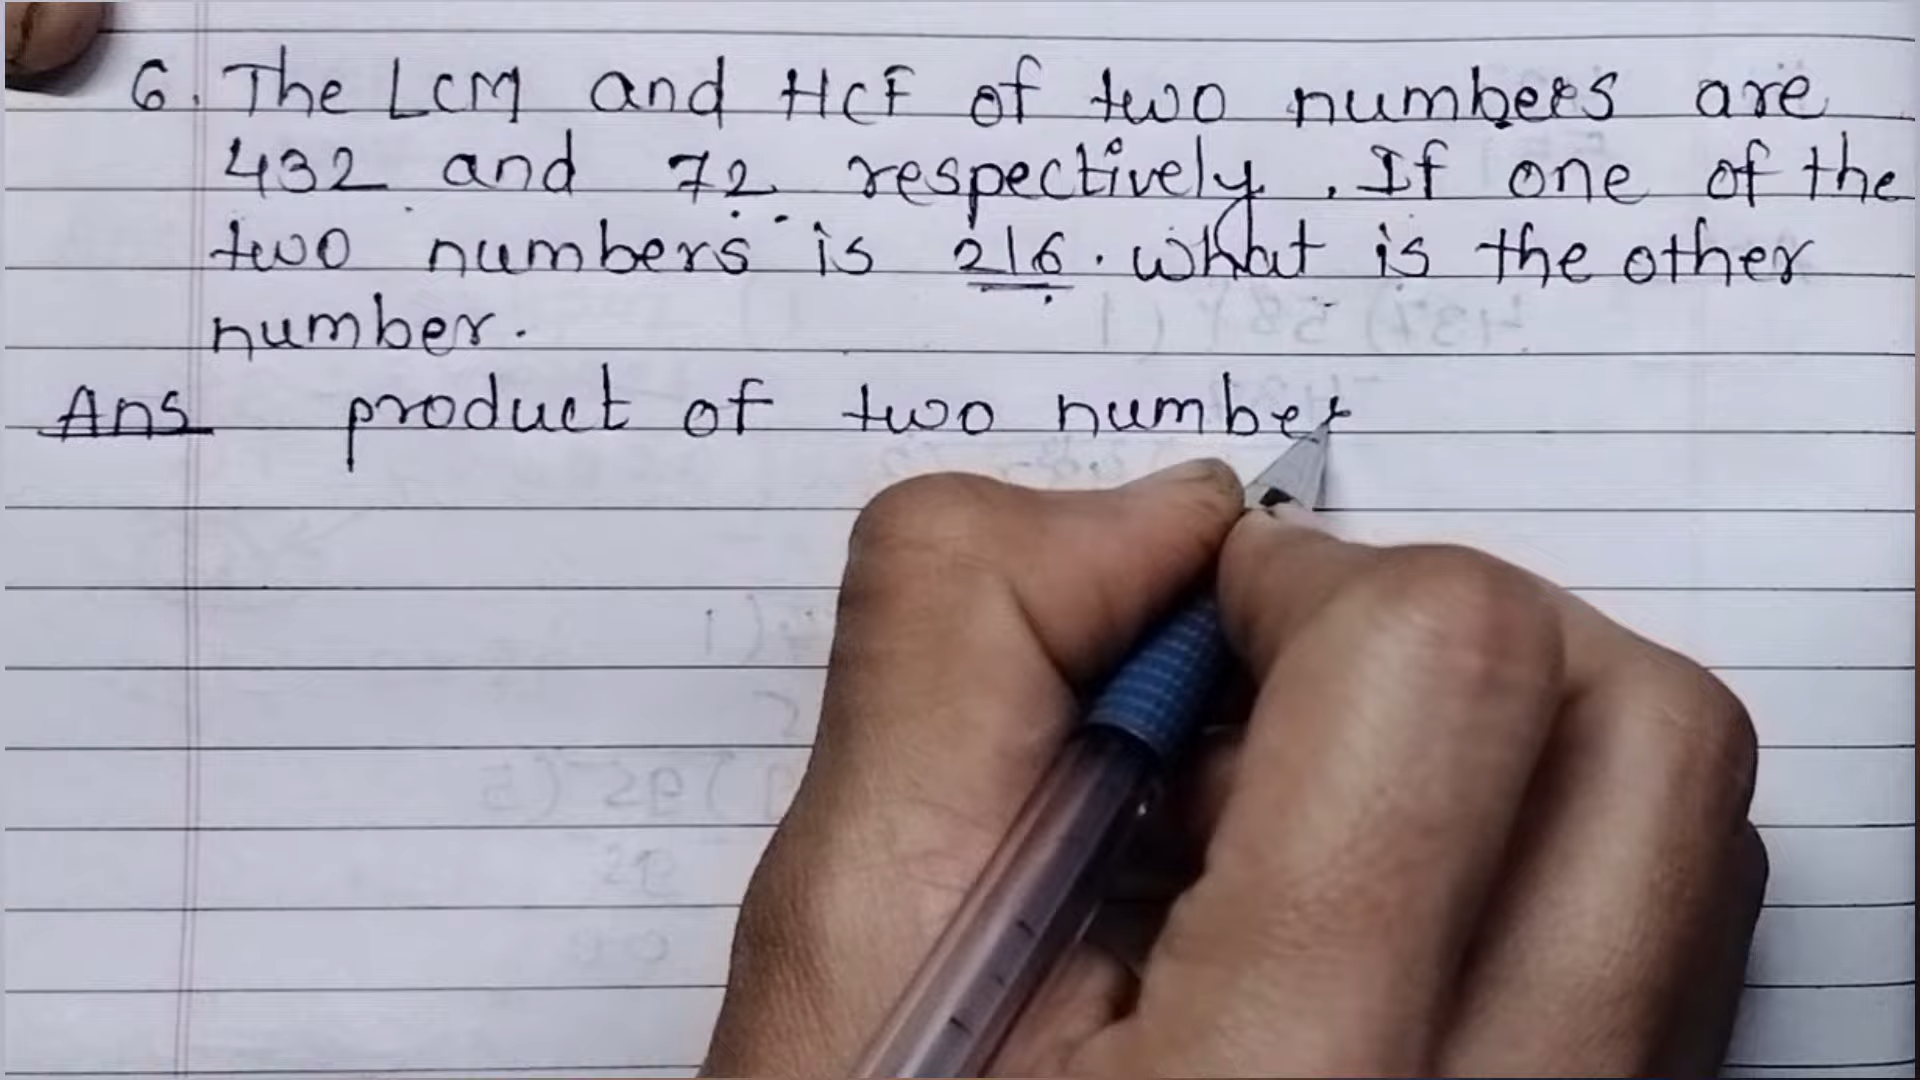 6. The LCM and HCF of two numbers are
432 and 72 respectively. If one of the
two numbers is 216. what is the other
number.
Ans product of two number